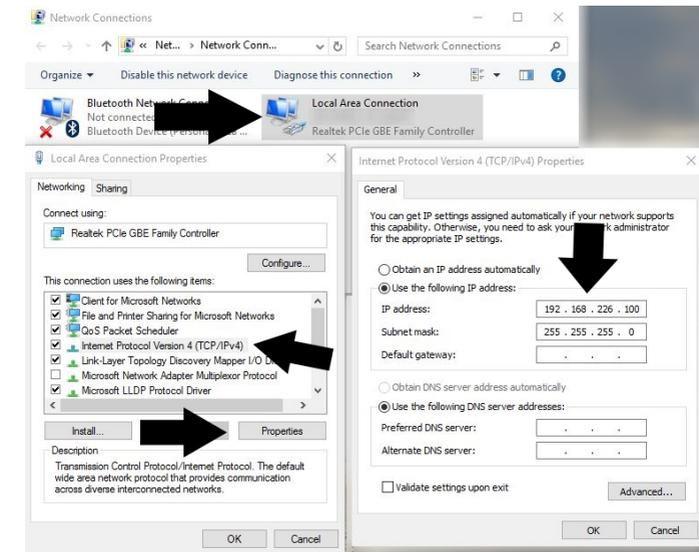 Network Connections
« Net... > Network Conn...
Search Network Connections
Organize
Disable this network device
Diagnose this connection
»
Bluetooth Network
Not connected
Bluetooth Device
Local Area Connection
Realtek PCIe GBE Family Controller
Local Area Connection Properties
Networking
Sharing
Connect using:
Realtek PCIe GBE Family Controller
Configure...
This connection uses the following items:
Client for Microsoft Networks
File and Printer Sharing for Microsoft Networks
QoS Packet Scheduler
Internet Protocol Version 4 (TCP/IPv4)
Link-Layer Topology Discovery Mapper I/O
Microsoft Network Adapter Multiplexor Protocol
Microsoft LLDP Protocol Driver
Install...
Properties
Description
Transmission Control Protocol/Internet Protocol. The default
wide area network protocol that provides communication
across diverse interconnected networks.
OK
Cancel
Internet Protocol Version 4 (TCP/IPv4) Properties
General
You can get IP settings assigned automatically if your network supports
this capability. Otherwise, you need to ask your administrator
for the appropriate IP settings.
Obtain an IP address automatically
Use the following IP address:
IP address:
192 . 168 . 226 . 100
Subnet mask:
255 . 255 . 255 . 0
Default gateway:
. . .
Obtain DNS server address automatically
Use the following DNS server addresses:
Preferred DNS server:
. . .
Alternate DNS server:
. . .
Validate settings upon exit
Advanced...
OK
Cancel